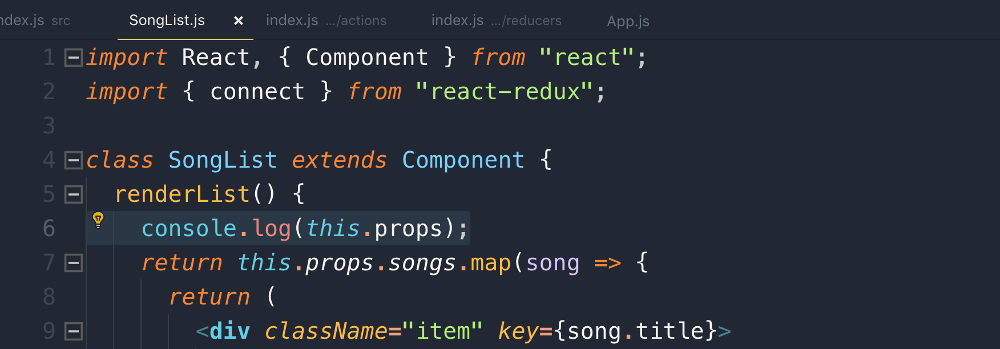 ndex.js src SongList.js × index.js .../actions index.js .../reducers App.js
1 import React, { Component } from "react";
2 import { connect } from "react-redux";
3
4 class SongList extends Component {
5 renderList() {
6 console.log(this.props);
7 return this.props.songs.map(song => {
8 return (
9 <div className="item" key={song.title}>